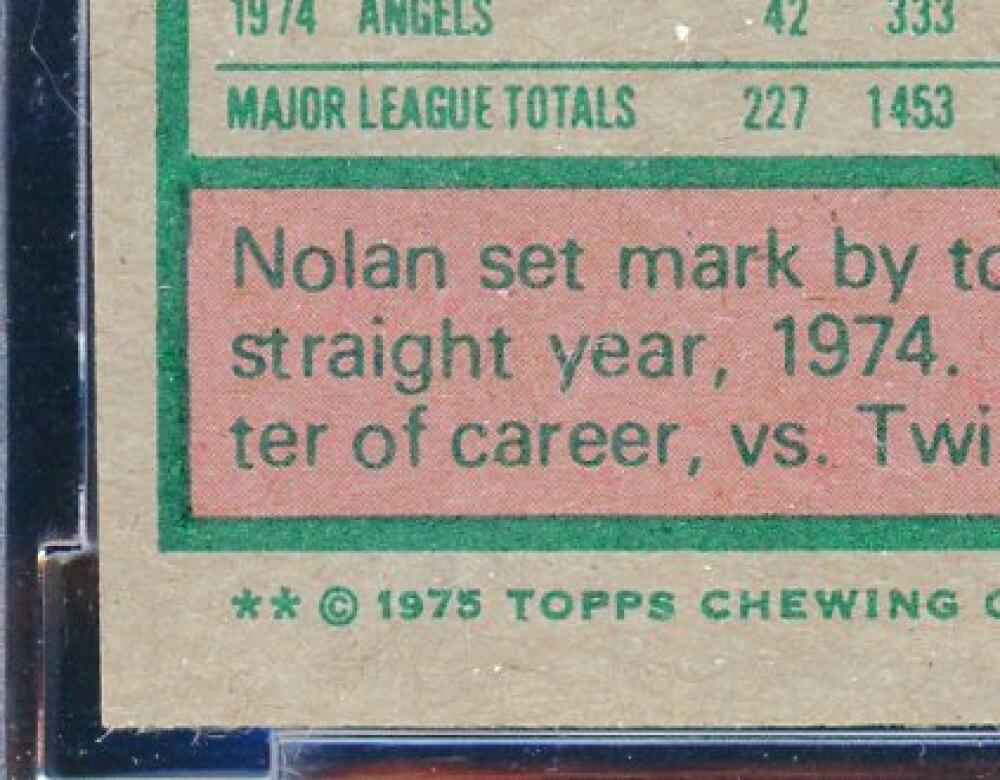 1974 ANGELS 42 333
MAJOR LEAGUE TOTALS 227 1453
Nolan set mark by to
straight year, 1974.
ter of career, vs. Twi
** © 1975 TOPPS CHEWING